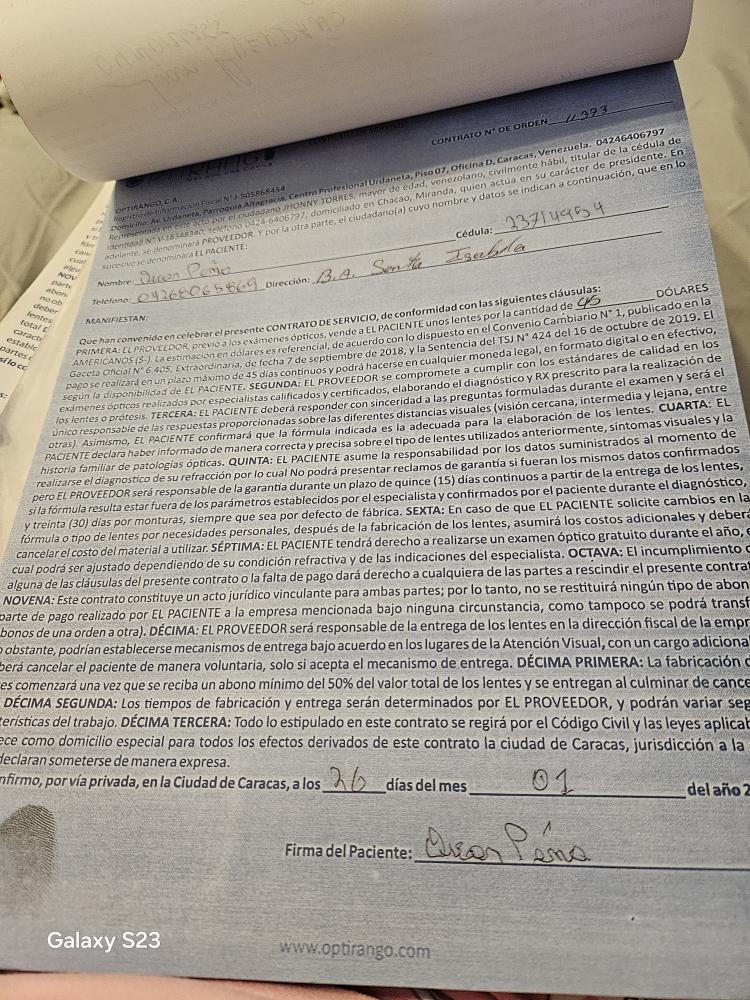 CONTRATO N° DE ORDEN 11393
OPTIRANGO, C.A.
Registro de Información Fiscal N°J-505868454
Domicilio: Av. Urdaneta, Parroquia Altagracia, Centro Profesional Urdaneta, Piso 07, Oficina D, Caracas, Venezuela. 04246406797
Representada en este acto por el ciudadano JHONNY TORRES, mayor de edad, venezolano, civilmente hábil, titular de la cédula de
identidad N° V-18548340, teléfono 0424-6406797, domiciliado en Chacao, Miranda, quien actúa en su carácter de presidente. En
adelante, se denominará PROVEEDOR. Y por la otra parte, el ciudadano(a) cuyo nombre y datos se indican a continuación, que en lo
sucesivo se denominará EL PACIENTE:
Nombre: Oscar Peña Cédula:
Teléfono: 04268065869 Dirección: B.A. Santa Isabela
MANIFIESTAN:
Que han convenido en celebrar el presente CONTRATO DE SERVICIO, de conformidad con las siguientes cláusulas:
PRIMERA: EL PROVEEDOR, previo a los exámenes ópticos, vende a EL PACIENTE unos lentes por la cantidad de 45 DÓLARES
AMERICANOS ($-). La estimación en dólares es referencial, de acuerdo con lo dispuesto en el Convenio Cambiario N° 1, publicado en la
Gaceta Oficial N° 6.405, Extraordinaria, de fecha 7 de septiembre de 2018, y la Sentencia del TSJ N° 424 del 16 de octubre de 2019. El
pago se realizará en un plazo máximo de 45 días continuos y podrá hacerse en cualquier moneda legal, en formato digital o en efectivo,
según la disponibilidad de EL PACIENTE. SEGUNDA: EL PROVEEDOR se compromete a cumplir con los estándares de calidad en los
exámenes ópticos realizados por especialistas calificados y certificados, elaborando el diagnóstico y RX prescrito para la realización de
los lentes o prótesis. TERCERA: EL PACIENTE deberá responder con sinceridad a las preguntas formuladas durante el examen y será el
único responsable de las respuestas proporcionadas sobre las diferentes distancias visuales (visión cercana, intermedia y lejana, entre
otras). Asimismo, EL PACIENTE confirmará que la fórmula indicada es la adecuada para la elaboración de los lentes. CUARTA: EL
PACIENTE declara haber informado de manera correcta y precisa sobre el tipo de lentes utilizados anteriormente, síntomas visuales y la
historia familiar de patologías ópticas. QUINTA: EL PACIENTE asume la responsabilidad por los datos suministrados al momento de
realizarse el diagnostico de su refracción por lo cual No podrá presentar reclamos de garantía si fueran los mismos datos confirmados
pero EL PROVEEDOR será responsable de la garantía durante un plazo de quince (15) días continuos a partir de la entrega de los lentes,
si la fórmula resulta estar fuera de los parámetros establecidos por el especialista y confirmados por el paciente durante el diagnóstico,
y treinta (30) días por monturas, siempre que sea por defecto de fábrica. SEXTA: En caso de que EL PACIENTE solicite cambios en la
fórmula o tipo de lentes por necesidades personales, después de la fabricación de los lentes, asumirá los costos adicionales y deberá
cancelar el costo del material a utilizar. SÉPTIMA: EL PACIENTE tendrá derecho a realizarse un examen óptico gratuito durante el año, e
cual podrá ser ajustado dependiendo de su condición refractiva y de las indicaciones del especialista. OCTAVA: El incumplimiento d
alguna de las cláusulas del presente contrato o la falta de pago dará derecho a cualquiera de las partes a rescindir el presente contrat
NOVENA: Este contrato constituye un acto jurídico vinculante para ambas partes; por lo tanto, no se restituirá ningún tipo de abon
parte de pago realizado por EL PACIENTE a la empresa mencionada bajo ninguna circunstancia, como tampoco se podrá transf
bonos de una orden a otra). DÉCIMA: EL PROVEEDOR será responsable de la entrega de los lentes en la dirección fiscal de la empr
o obstante, podrían establecerse mecanismos de entrega bajo acuerdo en los lugares de la Atención Visual, con un cargo adicional
berá cancelar el paciente de manera voluntaria, solo si acepta el mecanismo de entrega. DÉCIMA PRIMERA: La fabricación d
es comenzará una vez que se reciba un abono mínimo del 50% del valor total de los lentes y se entregan al culminar de cance
DÉCIMA SEGUNDA: Los tiempos de fabricación y entrega serán determinados por EL PROVEEDOR, y podrán variar seg
terísticas del trabajo. DÉCIMA TERCERA: Todo lo estipulado en este contrato se regirá por el Código Civil y las leyes aplicab
ece como domicilio especial para todos los efectos derivados de este contrato la ciudad de Caracas, jurisdicción a la
declaran someterse de manera expresa.
nfirmo, por vía privada, en la Ciudad de Caracas, a los 26 días del mes 01 del año 2
Firma del Paciente: Oscar Peña
www.optirango.com
Galaxy S23